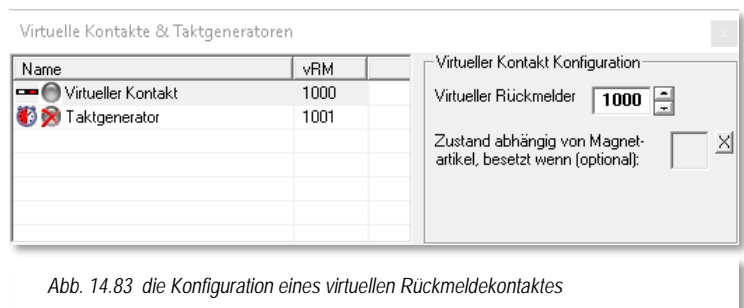 Virtuelle Kontakte & Taktgeneratoren
x
Name vRM
Virtueller Kontakt 1000
Taktgenerator 1001
Virtueller Kontakt Konfiguration
Virtueller Rückmelder 1000
Zustand abhängig von Magnet-
artikel, besetzt wenn (optional): X
Abb. 14.83 die Konfiguration eines virtuellen Rückmeldekontaktes